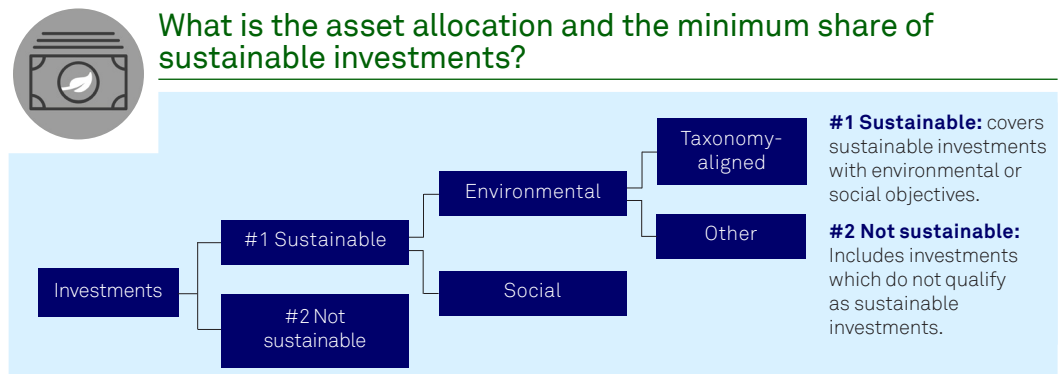 What is the asset allocation and the minimum share of
sustainable investments?
Investments
#1 Sustainable
#2 Not
sustainable
Environmental
Social
Taxonomy-
aligned
Other
#1 Sustainable: covers
sustainable investments
with environmental or
social objectives.
#2 Not sustainable:
Includes investments
which do not qualify
as sustainable
investments.